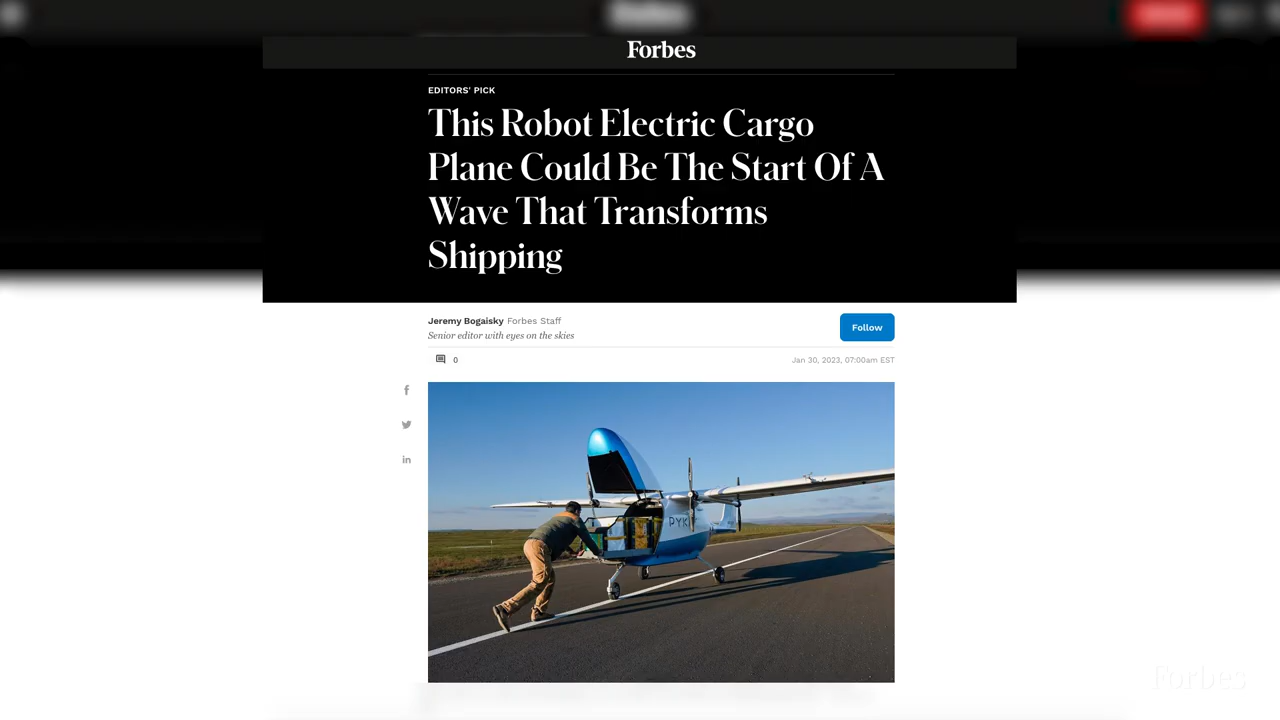 Forbes
EDITORS' PICK
This Robot Electric Cargo
Plane Could Be The Start Of A
Wave That Transforms
Shipping
Jeremy Bogaisky Forbes Staff
Senior editor with eyes on the skies
Follow
0
Jan 30, 2023, 07:00am EST
PYK
Forbes